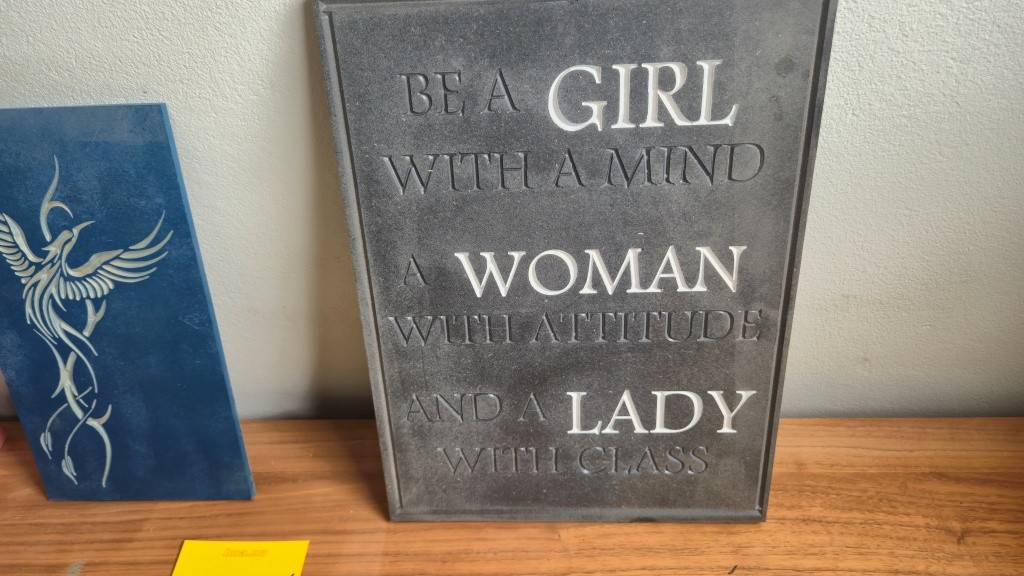 BE A GIRL
WITH A MIND
A WOMAN
WITH ATTITUDE
AND A LADY
WITH CLASS